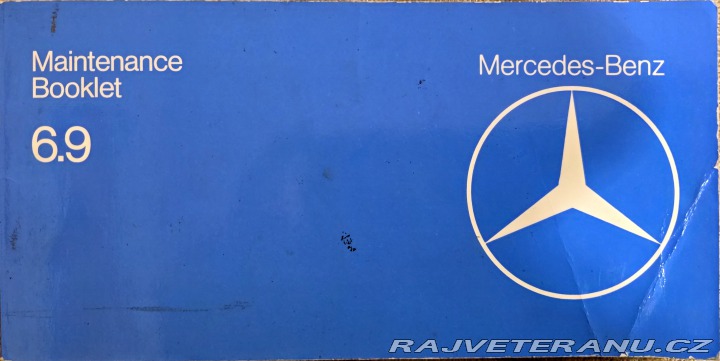 Maintenance
Booklet
6.9
Mercedes-Benz
RAJVETERANU.CZ